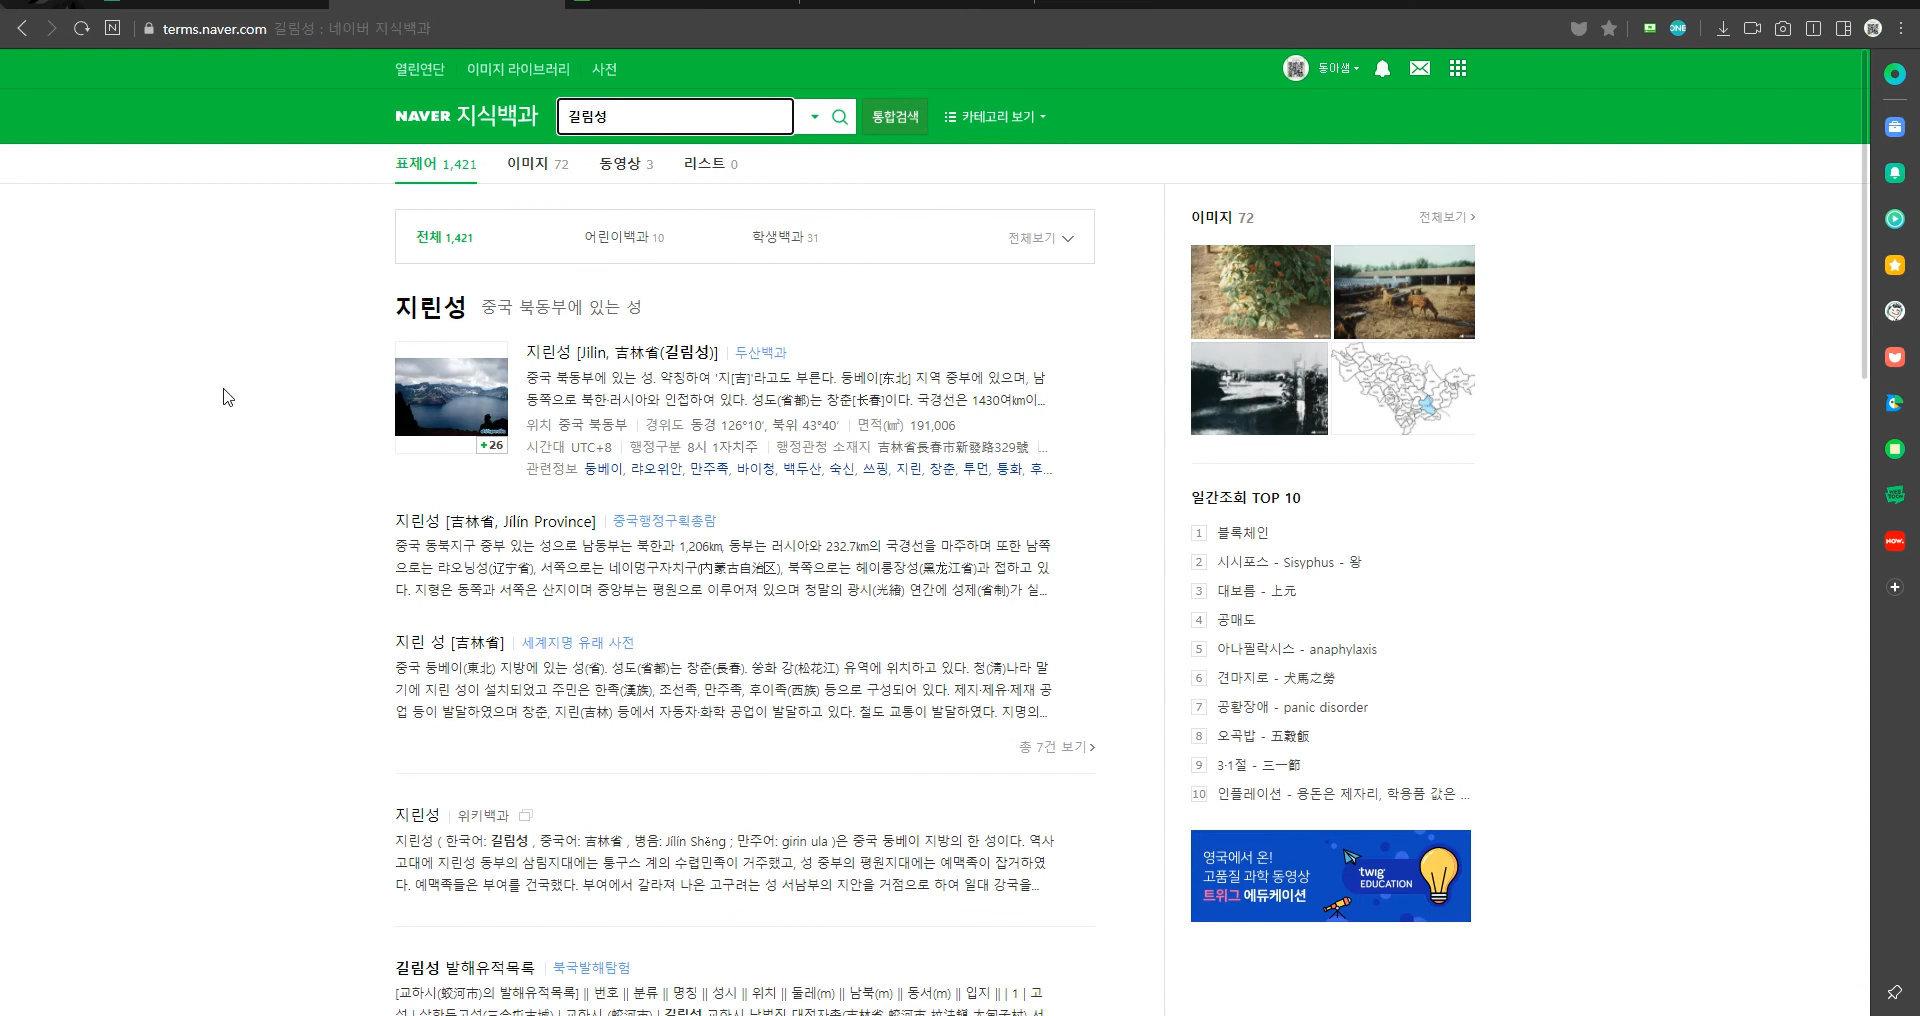 terms.naver.com 길림성 : 네이버 지식백과
열린연단 이미지 라이브러리 사전
동아샘
NAVER 지식백과 길림성 통합검색 카테고리 보기
표제어 1,421 이미지 72 동영상 3 리스트 0
전체 1,421 어린이백과 10 학생백과 31 전체보기
지린성 중국 북동부에 있는 성
지린성 [Jilin, 吉林省(길림성)] 두산백과
중국 북동부에 있는 성. 약칭하여 '지[吉]'라고도 부른다. 둥베이[东北] 지역 중부에 있으며, 남
동쪽으로 북한·러시아와 인접하여 있다. 성도(省都)는 창춘[长春]이다. 국경선은 1430여㎞이...
위치 중국 북동부 경위도 동경 126°10′, 북위 43°40′ 면적(㎢) 191,006
+26 시간대 UTC+8 행정구분 8시 1자치주 행정관청 소재지 吉林省長春市新發路329號 ...
관련정보 둥베이, 랴오위안, 만주족, 바이청, 백두산, 숙신, 쓰핑, 지린, 창춘, 투먼, 퉁화, 후...
지린성 [吉林省, Jílín Province] 중국행정구획총람
중국 동북지구 중부 있는 성으로 남동부는 북한과 1,206㎞, 동부는 러시아와 232.7㎞의 국경선을 마주하며 또한 남쪽
으로는 랴오닝성(辽宁省), 서쪽으로는 네이멍구자치구(内蒙古自治区), 북쪽으로는 헤이룽장성(黑龙江省)과 접하고 있
다. 지형은 동쪽과 서쪽은 산지이며 중앙부는 평원으로 이루어져 있으며 청말의 광시(光緖) 연간에 성제(省制)가 실...
지린 성 [吉林省] 세계지명 유래 사전
중국 둥베이(東北) 지방에 있는 성(省). 성도(省都)는 창춘(長春). 쑹화 강(松花江) 유역에 위치하고 있다. 청(淸)나라 말
기에 지린 성이 설치되었고 주민은 한족(漢族), 조선족, 만주족, 후이족(西族) 등으로 구성되어 있다. 제지·제유·제재 공
업 등이 발달하였으며 창춘, 지린(吉林) 등에서 자동차·화학 공업이 발달하고 있다. 철도 교통이 발달하였다. 지명의...
총 7건 보기
지린성 위키백과
지린성 ( 한국어: 길림성 , 중국어: 吉林省 , 병음: Jílín Shěng ; 만주어: girin ula )은 중국 둥베이 지방의 한 성이다. 역사
고대에 지린성 동부의 삼림지대에는 퉁구스 계의 수렵민족이 거주했고, 성 중부의 평원지대에는 예맥족이 잡거하였
다. 예맥족들은 부여를 건국했다. 부여에서 갈라져 나온 고구려는 성 서남부의 지안을 거점으로 하여 일대 강국을...
길림성 발해유적목록 북국발해탐험
[교하시(蛟河市)의 발해유적목록] || 번호 || 분류 || 명칭 || 성시 || 위치 || 둘레(m) || 남북(m) || 동서(m) || 입지 || | 1 | 고
이미지 72 전체보기
일간조회 TOP 10
1 블록체인
2 시시포스 - Sisyphus - 왕
3 대보름 - 上元
4 공매도
5 아나필락시스 - anaphylaxis
6 견마지로 - 犬馬之勞
7 공황장애 - panic disorder
8 오곡밥 - 五穀飯
9 3·1절 - 三一節
10 인플레이션 - 용돈은 제자리, 학용품 값은 ...
영국에서 온!
고품질 과학 동영상
트위그 에듀케이션
twig
EDUCATION
ONE
WEB
TOON
NOW.